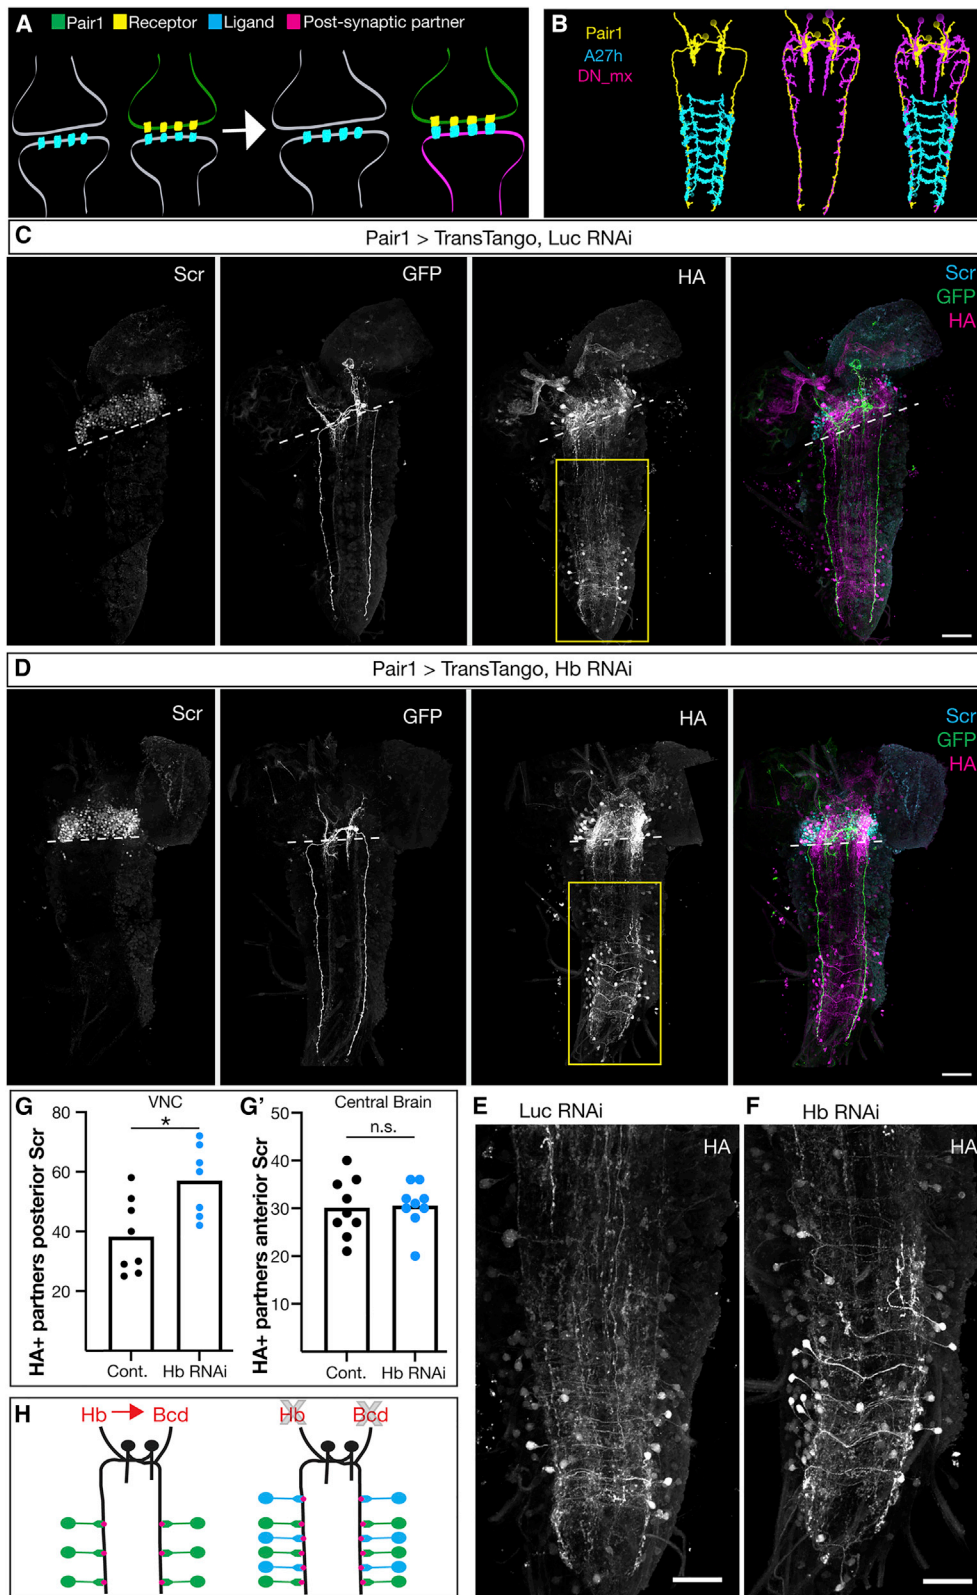 A
Pair1 Receptor Ligand Post-synaptic partner
B
Pair1
A27h
DN_mx
C
Pair1 > TransTango, Luc RNAi
Scr
GFP
HA
Scr
GFP
HA
D
Pair1 > TransTango, Hb RNAi
Scr
GFP
HA
Scr
GFP
HA
G
VNC
HA+ partners posterior Scr
80
60
40
20
*
Cont. Hb RNAi
G'
Central Brain
HA+ partners anterior Scr
50
40
30
20
10
n.s.
Cont. Hb RNAi
E
Luc RNAi
HA
F
Hb RNAi
HA
H
Hb Bcd
Hb Bcd